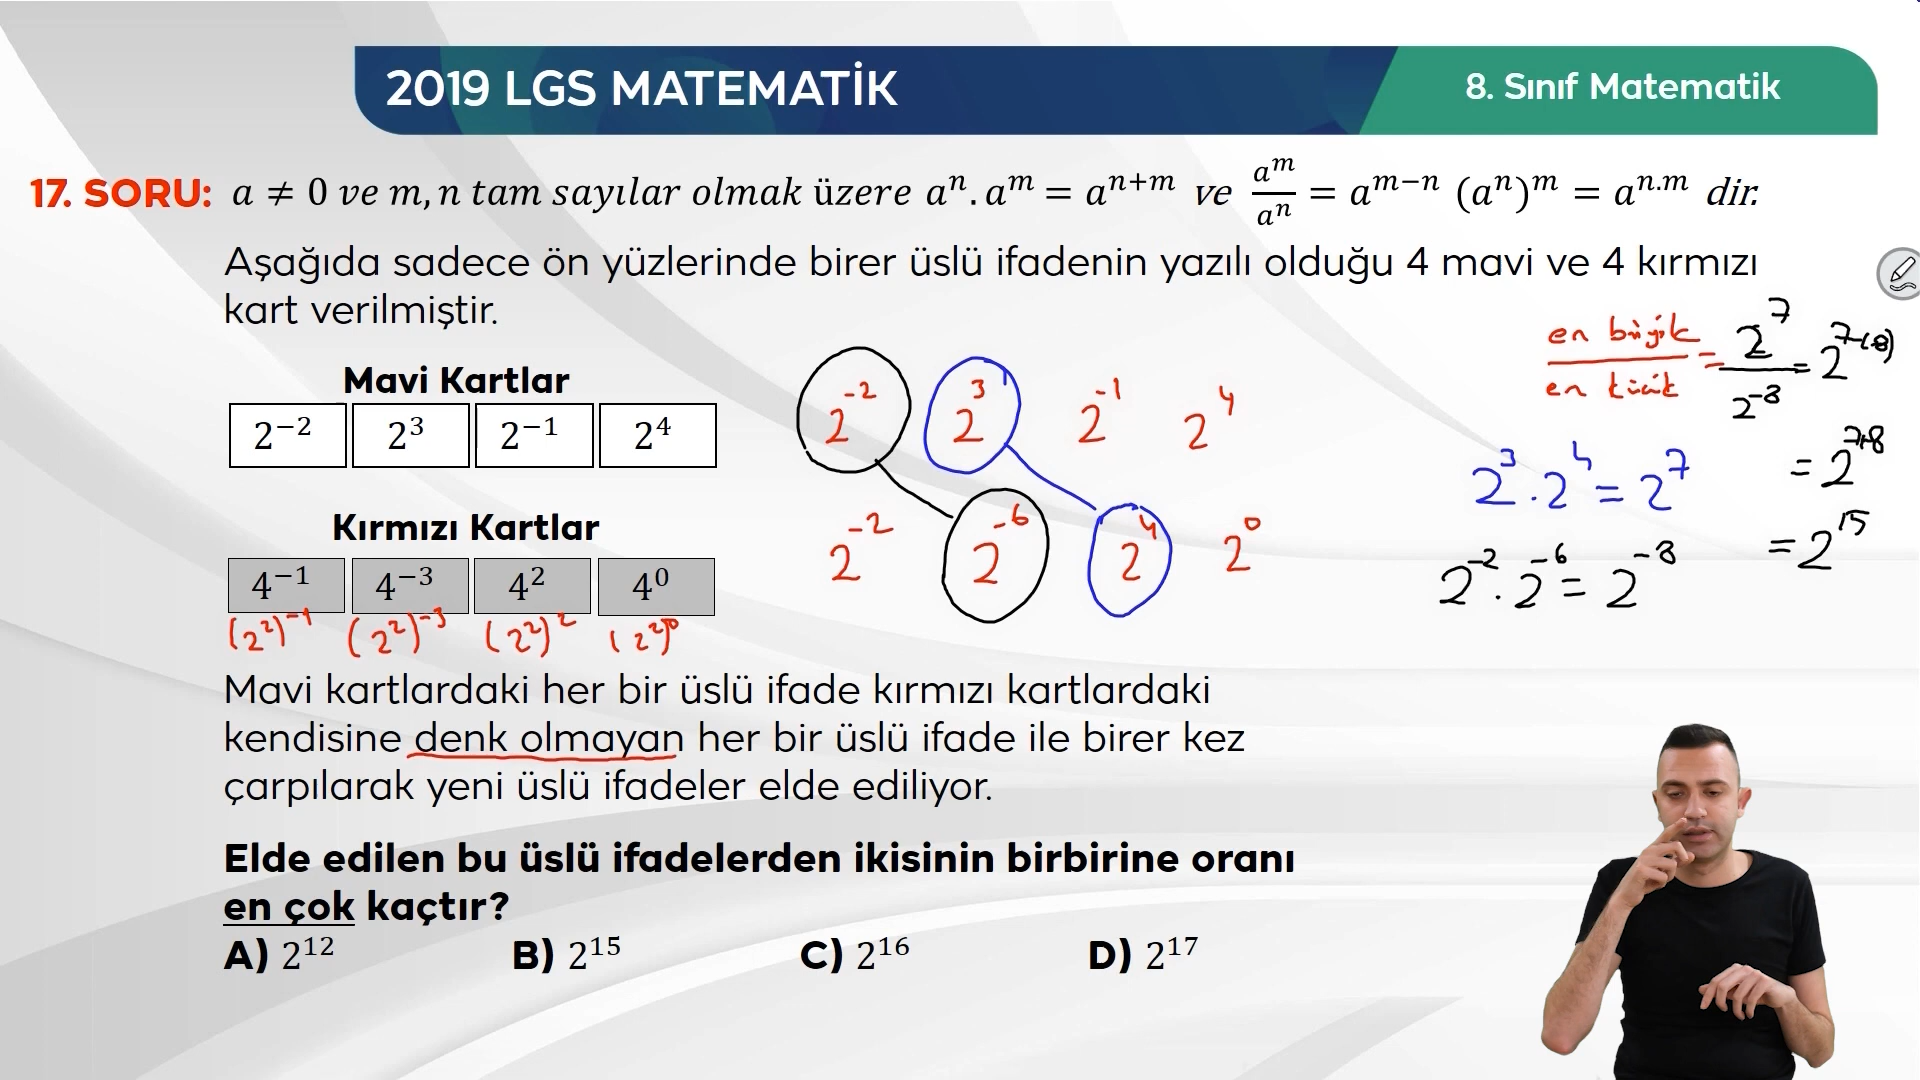 2019 LGS MATEMATİK
8. Sınıf Matematik
17. SORU: a ≠ 0 ve m, n tam sayılar olmak üzere aⁿ. aᵐ = aⁿ⁺ᵐ ve aᵐ/aⁿ = aᵐ⁻ⁿ (aⁿ)ᵐ = aⁿ·ᵐ dir.
Aşağıda sadece ön yüzlerinde birer üslü ifadenin yazılı olduğu 4 mavi ve 4 kırmızı
kart verilmiştir.
Mavi Kartlar
2⁻² 2³ 2⁻¹ 2⁴
Kırmızı Kartlar
4⁻¹ 4⁻³ 4² 4⁰
(2²)⁻¹ (2²)⁻³ (2²)² (2²)⁰
2⁻² 2³ 2⁻¹ 2⁴
2⁻² 2⁻⁶ 2⁴ 2⁰
en büyük / en küçük = 2⁷ / 2⁻⁸ = 2⁷⁻⁽⁻⁸⁾
= 2⁷⁺⁸
= 2¹⁵
2³ . 2⁴ = 2⁷
2⁻² . 2⁻⁶ = 2⁻⁸
Mavi kartlardaki her bir üslü ifade kırmızı kartlardaki
kendisine denk olmayan her bir üslü ifade ile birer kez
çarpılarak yeni üslü ifadeler elde ediliyor.
Elde edilen bu üslü ifadelerden ikisinin birbirine oranı
en çok kaçtır?
A) 2¹² B) 2¹⁵ C) 2¹⁶ D) 2¹⁷